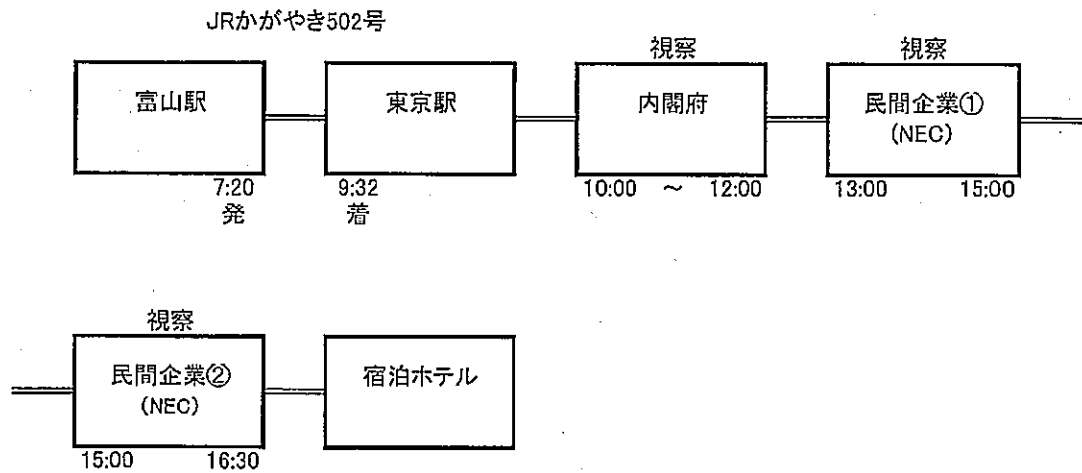 JRかがやき502号
富山駅
7:20
発
東京駅
9:32
着
視察
内閣府
10:00 ～ 12:00
視察
民間企業①
(NEC)
13:00 15:00
視察
民間企業②
(NEC)
15:00 16:30
宿泊ホテル